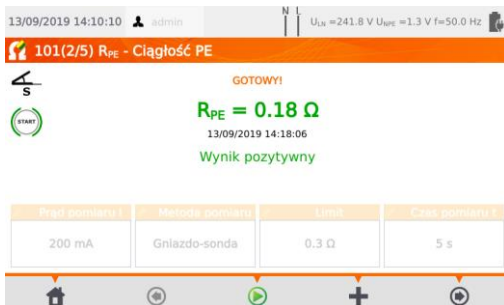 N L
13/09/2019 14:10:10 admin ULN =241.8 V UNPE =1.3 V f=50.0 Hz
101(2/5) RPE - Ciągłość PE
S
GOTOWY!
START
RPE = 0.18 Ω
13/09/2019 14:18:06
Wynik pozytywny
Prąd pomiaru I Metoda pomiaru Limit Czas pomiaru t
200 mA Gniazdo-sonda 0.3 Ω 5 s